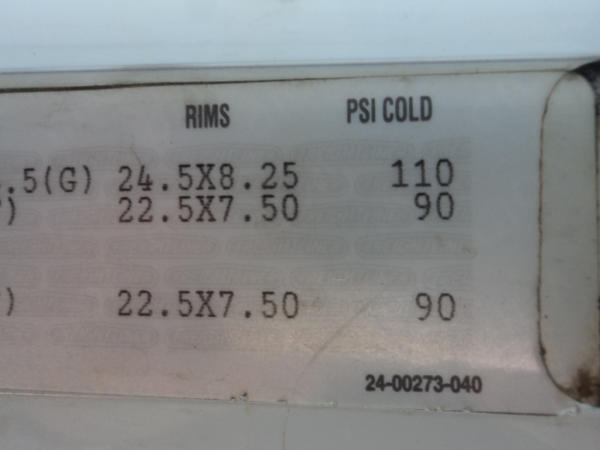 RIMS PSI COLD
.5(G) 24.5X8.25 110
) 22.5X7.50 90
) 22.5X7.50 90
24-00273-040